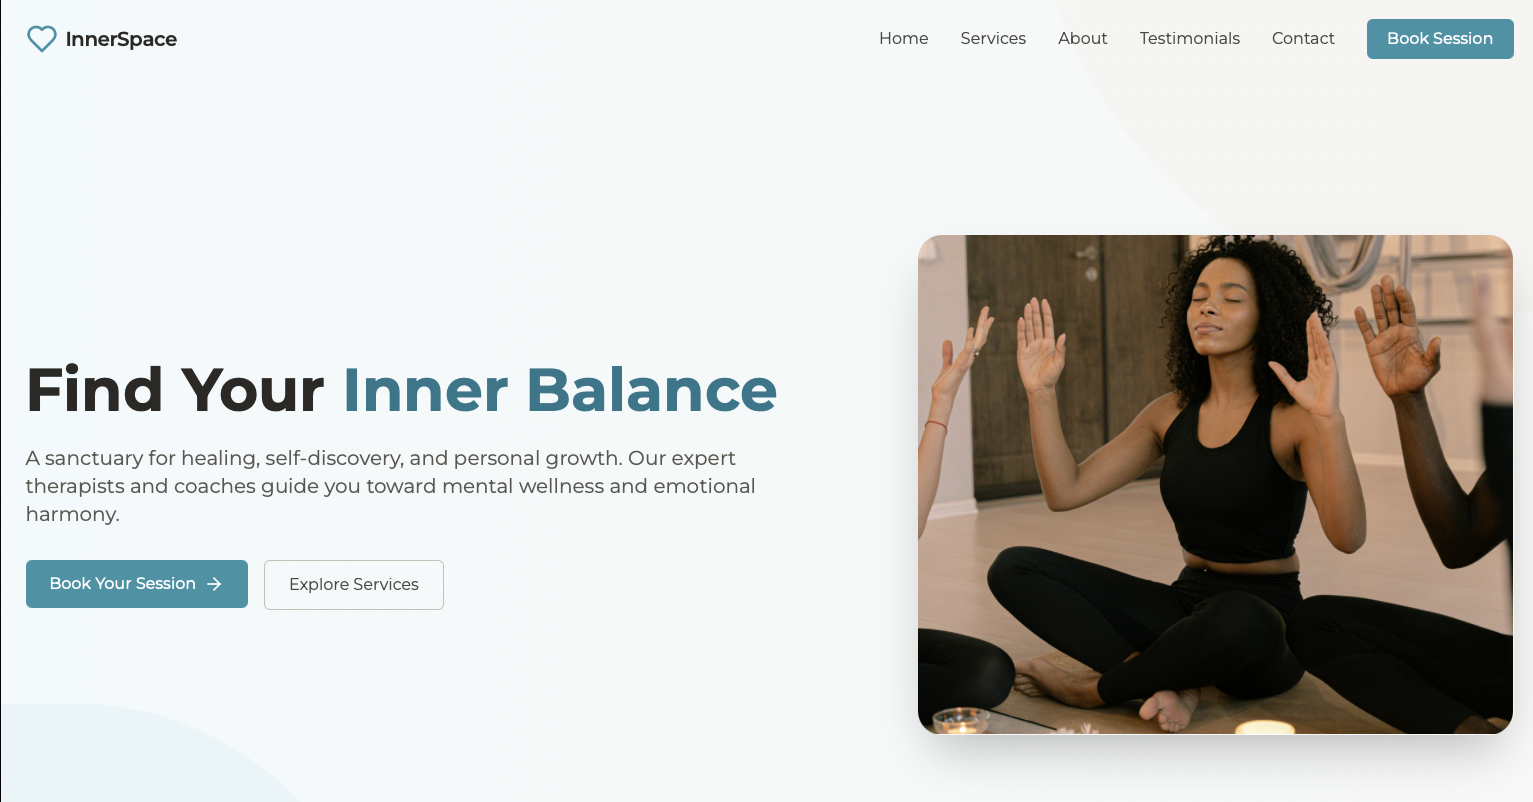 InnerSpace
Home
Services
About
Testimonials
Contact
Book Session
Find Your Inner Balance
A sanctuary for healing, self-discovery, and personal growth. Our expert
therapists and coaches guide you toward mental wellness and emotional
harmony.
Book Your Session →
Explore Services